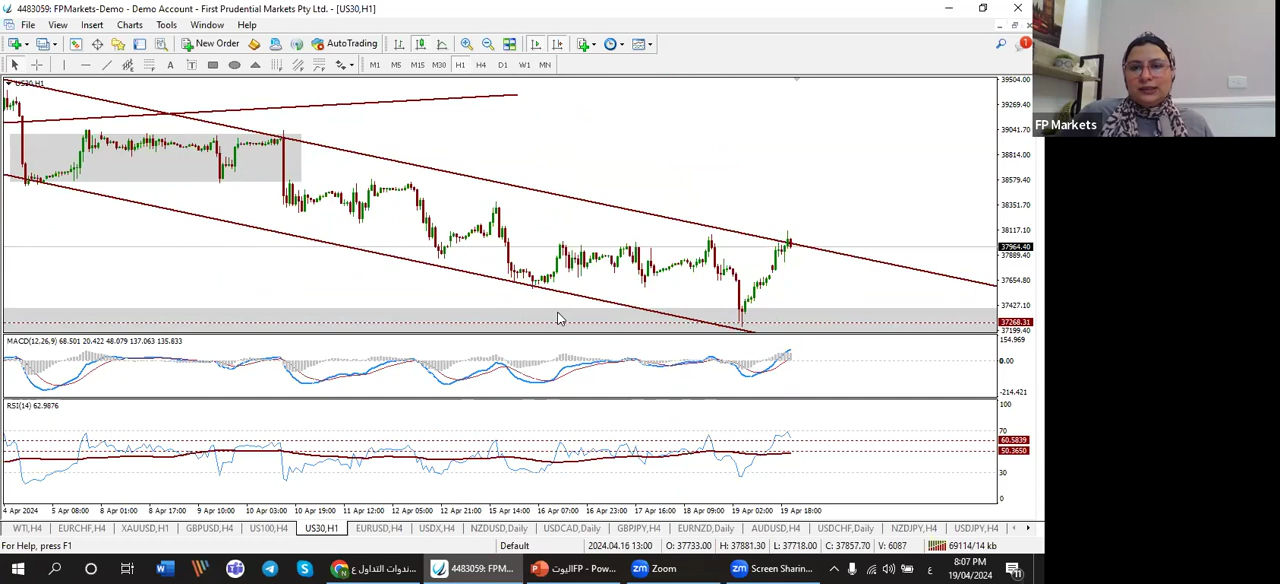 4483059: FPMarkets-Demo - Demo Account - First Prudential Markets Pty Ltd. - [US30,H1]
File View Insert Charts Tools Window Help
New Order AutoTrading
A T M1 M5 M15 M30 H1 H4 D1 W1 MN
1
FP Markets
US30,H1
39504.00
39269.40
39041.70
38814.00
38579.40
38351.70
38117.10
37964.40
37889.40
37654.80
37427.10
37268.31
37199.40
MACD(12,26,9) 68.501 20.422 48.079 137.063 135.833
154.969
0.00
-214.421
RSI(14) 62.9876
100
70
60.5839
50.3650
30
0
4 Apr 2024 5 Apr 08:00 8 Apr 01:00 8 Apr 17:00 9 Apr 10:00 10 Apr 03:00 10 Apr 19:00 11 Apr 12:00 12 Apr 05:00 12 Apr 21:00 15 Apr 14:00 16 Apr 07:00 16 Apr 23:00 17 Apr 16:00 18 Apr 09:00 19 Apr 02:00 19 Apr 18:00
WTI,H4 EURCHF,H4 XAUUSD,H1 GBPUSD,H4 US100,H4 US30,H1 EURUSD,H4 USDX,H4 NZDUSD,Daily USDCAD,Daily GBPJPY,H4 EURNZD,Daily AUDUSD,H4 USDCHF,Daily NZDJPY,H4 USDJPY,H4
For Help, press F1 Default 2024.04.16 13:00 O: 37733.00 H: 37881.30 L: 37718.00 C: 37857.70 V: 6087 69114/14 kb
ندوات التداول ع... 4483059: FPMarkets... FPاليوت - Pow... Zoom Screen Sharin... ع 8:07 PM
19/04/2024 11